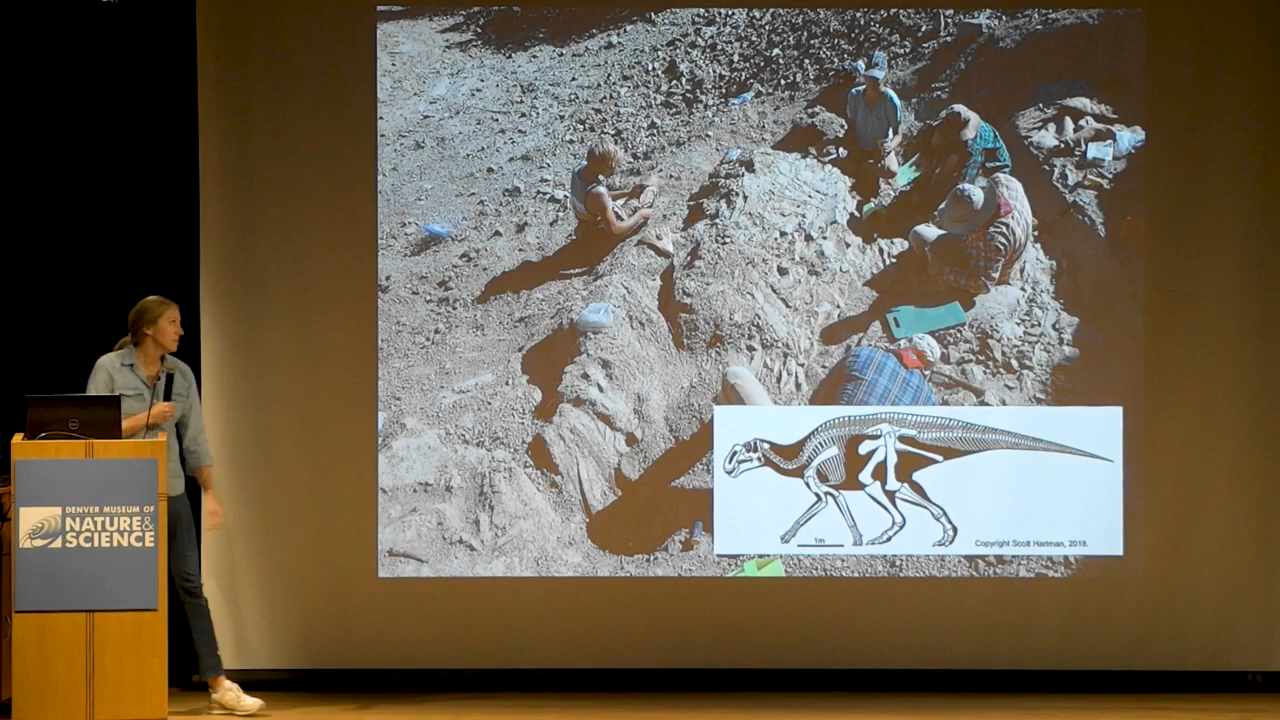 DENVER MUSEUM OF
NATURE&
SCIENCE
1m
Copyright Scott Hartman, 2018.